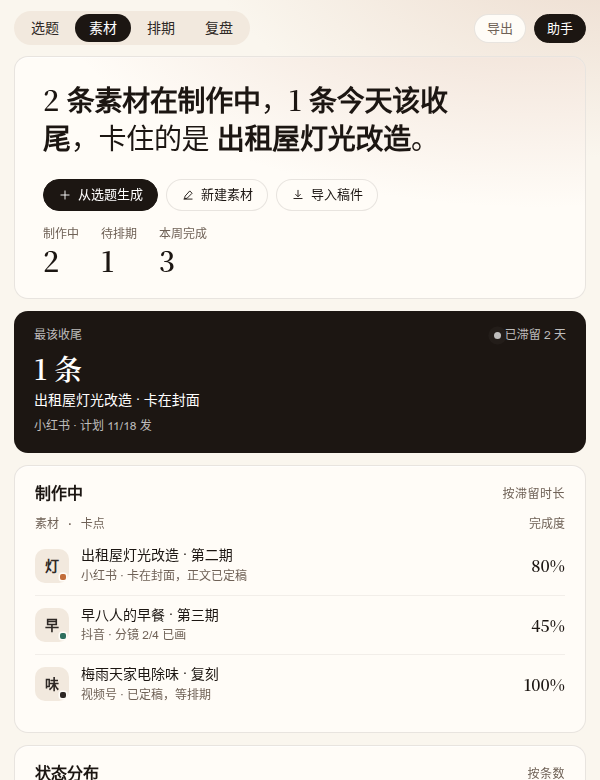 选题 素材 排期 复盘 导出 助手
2 条素材在制作中，1 条今天该收
尾，卡住的是 出租屋灯光改造。
从选题生成 新建素材 导入稿件
制作中 待排期 本周完成
2 1 3
最该收尾 已滞留 2 天
1 条
出租屋灯光改造 · 卡在封面
小红书 · 计划 11/18 发
制作中 按滞留时长
素材 · 卡点 完成度
灯 出租屋灯光改造 · 第二期 80%
小红书 · 卡在封面，正文已定稿
早 早八人的早餐 · 第三期 45%
抖音 · 分镜 2/4 已画
味 梅雨天家电除味 · 复刻 100%
视频号 · 已定稿，等排期
状态分布 按条数